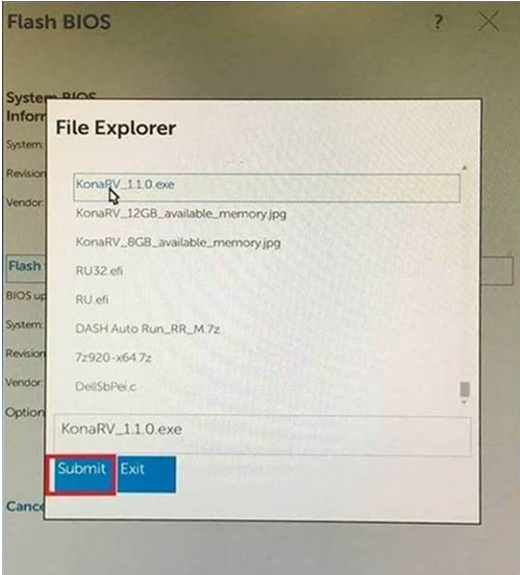 Flash BIOS ?
System BIOS
Inforr
System:
Revision
Vendor:
File Explorer
KonaRV_1.1.0.exe
KonaRV_12GB_available_memory.jpg
KonaRV_8GB_available_memory.jpg
RU32.efi
RU.efi
DASH Auto Run_RR_M.7z
7z920-x64.7z
DellSbPei.c
Flash
BIOS up
System:
Revision
Vendor:
Option
KonaRV_1.1.0.exe
Submit Exit
Cance